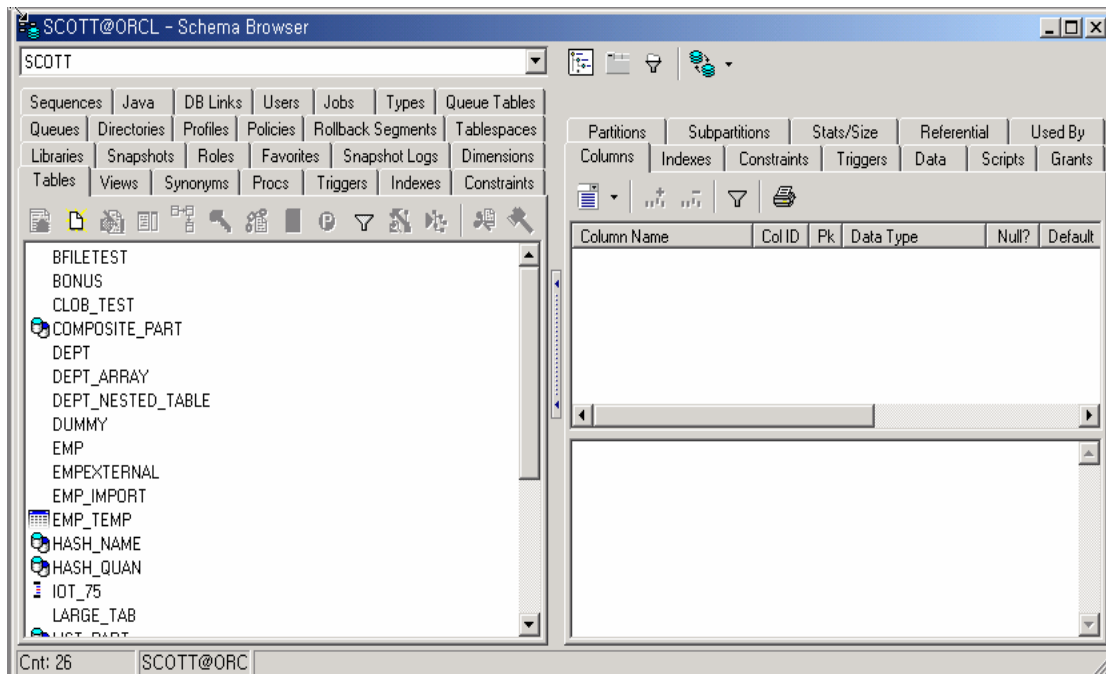 SCOTT@ORCL - Schema Browser
SCOTT
Sequences Java DB Links Users Jobs Types Queue Tables
Queues Directories Profiles Policies Rollback Segments Tablespaces
Libraries Snapshots Roles Favorites Snapshot Logs Dimensions
Tables Views Synonyms Procs Triggers Indexes Constraints
BFILETEST
BONUS
CLOB_TEST
COMPOSITE_PART
DEPT
DEPT_ARRAY
DEPT_NESTED_TABLE
DUMMY
EMP
EMPEXTERNAL
EMP_IMPORT
EMP_TEMP
HASH_NAME
HASH_QUAN
IOT_75
LARGE_TAB
LIST_PART
Partitions Subpartitions Stats/Size Referential Used By
Columns Indexes Constraints Triggers Data Scripts Grants
Column Name Col ID Pk Data Type Null? Default
Cnt: 26 SCOTT@ORC